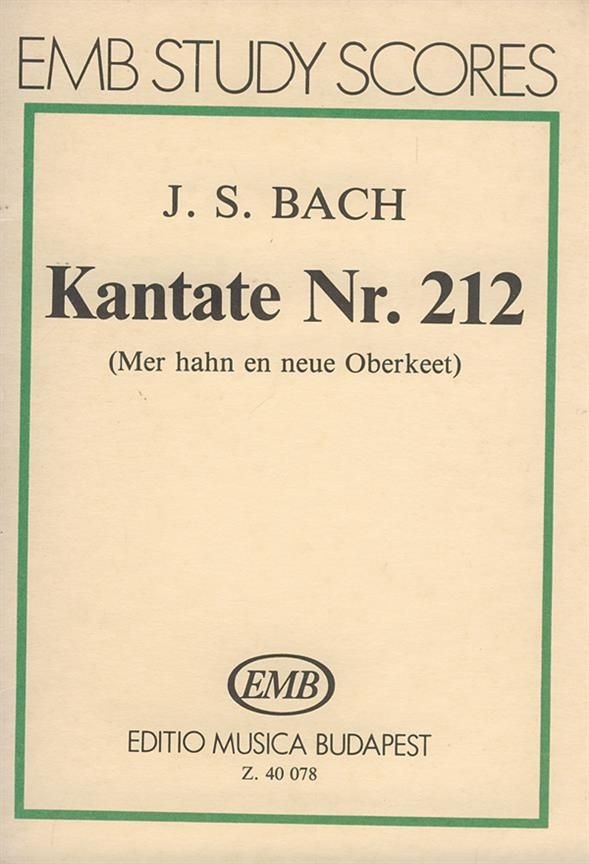 EMB STUDY SCORES
J. S. BACH
Kantate Nr. 212
(Mer hahn en neue Oberkeet)
EMB
EDITIO MUSICA BUDAPEST
Z. 40 078